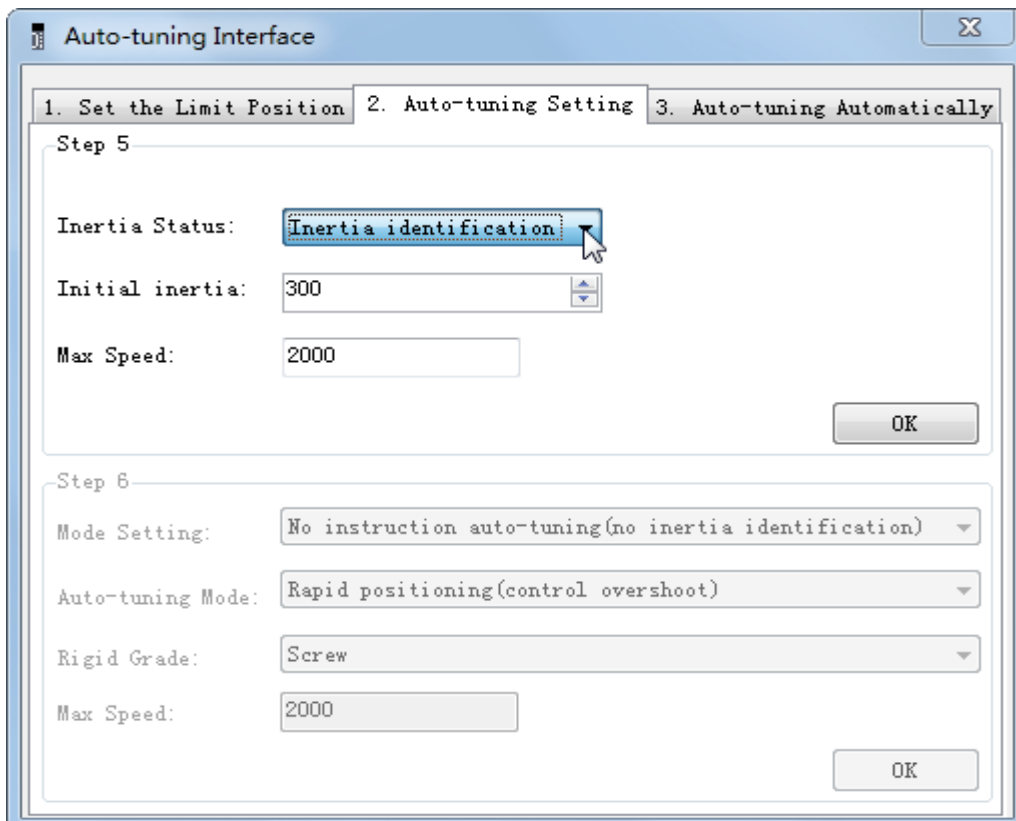 Auto-tuning Interface
1. Set the Limit Position 2. Auto-tuning Setting 3. Auto-tuning Automatically
Step 5
Inertia Status: Inertia identification
Initial inertia: 300
Max Speed: 2000
OK
Step 6
Mode Setting: No instruction auto-tuning(no inertia identification)
Auto-tuning Mode: Rapid positioning(control overshoot)
Rigid Grade: Screw
Max Speed: 2000
OK